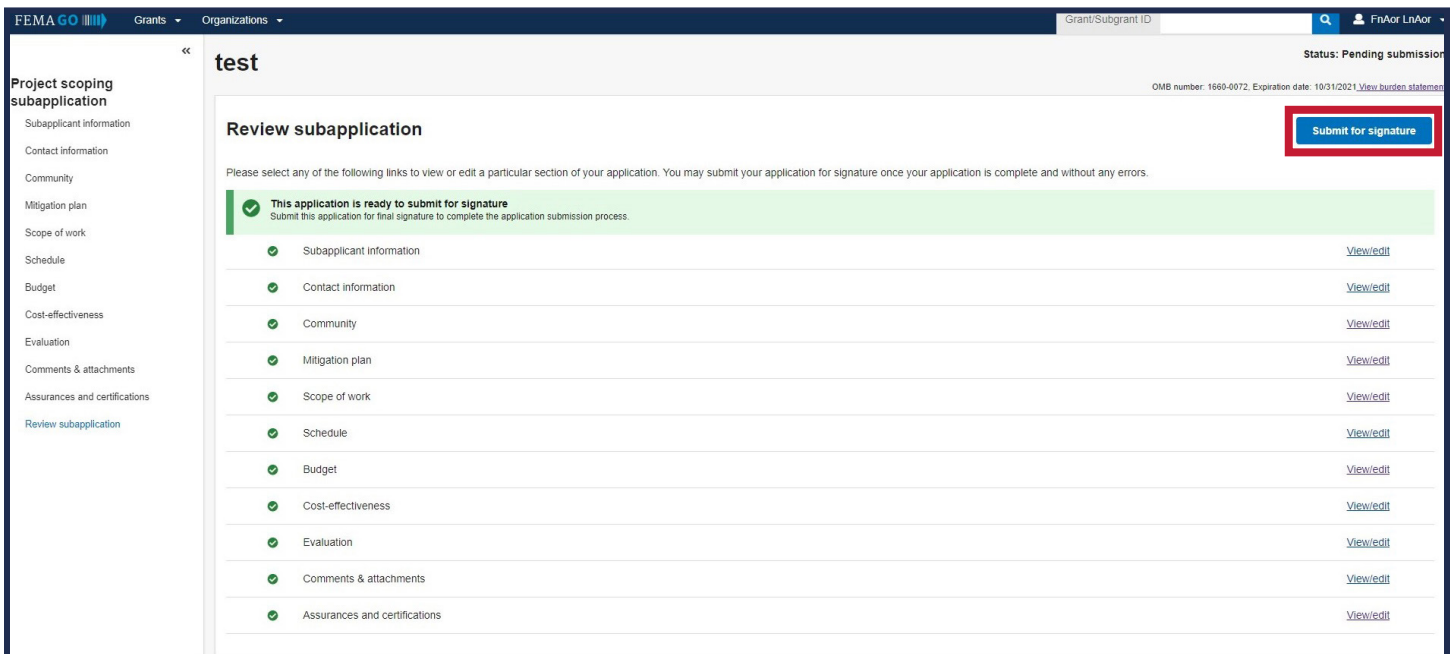 FEMA GO Grants Organizations Grant/Subgrant ID FnAor LnAor
«
test
Status: Pending submission
OMB number: 1660-0072, Expiration date: 10/31/2021 View burden statement
Project scoping
subapplication
Subapplicant information
Contact information
Community
Mitigation plan
Scope of work
Schedule
Budget
Cost-effectiveness
Evaluation
Comments & attachments
Assurances and certifications
Review subapplication
Review subapplication
Submit for signature
Please select any of the following links to view or edit a particular section of your application. You may submit your application for signature once your application is complete and without any errors.
This application is ready to submit for signature
Submit this application for final signature to complete the application submission process.
Subapplicant information View/edit
Contact information View/edit
Community View/edit
Mitigation plan View/edit
Scope of work View/edit
Schedule View/edit
Budget View/edit
Cost-effectiveness View/edit
Evaluation View/edit
Comments & attachments View/edit
Assurances and certifications View/edit